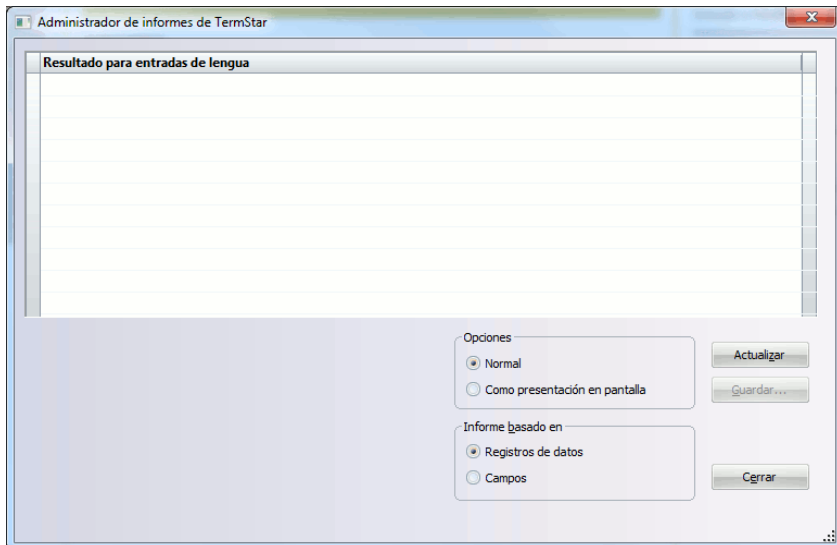 Administrador de informes de TermStar
Resultado para entradas de lengua
Opciones
Normal
Como presentación en pantalla
Actualizar
Guardar...
Informe basado en
Registros de datos
Campos
Cerrar